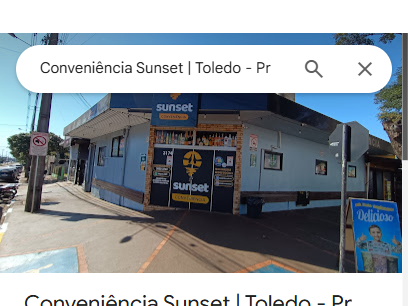 Conveniência Sunset | Toledo - Pr
sunset
sunset
Delicioso
Conveniência Sunset | Toledo - Pr